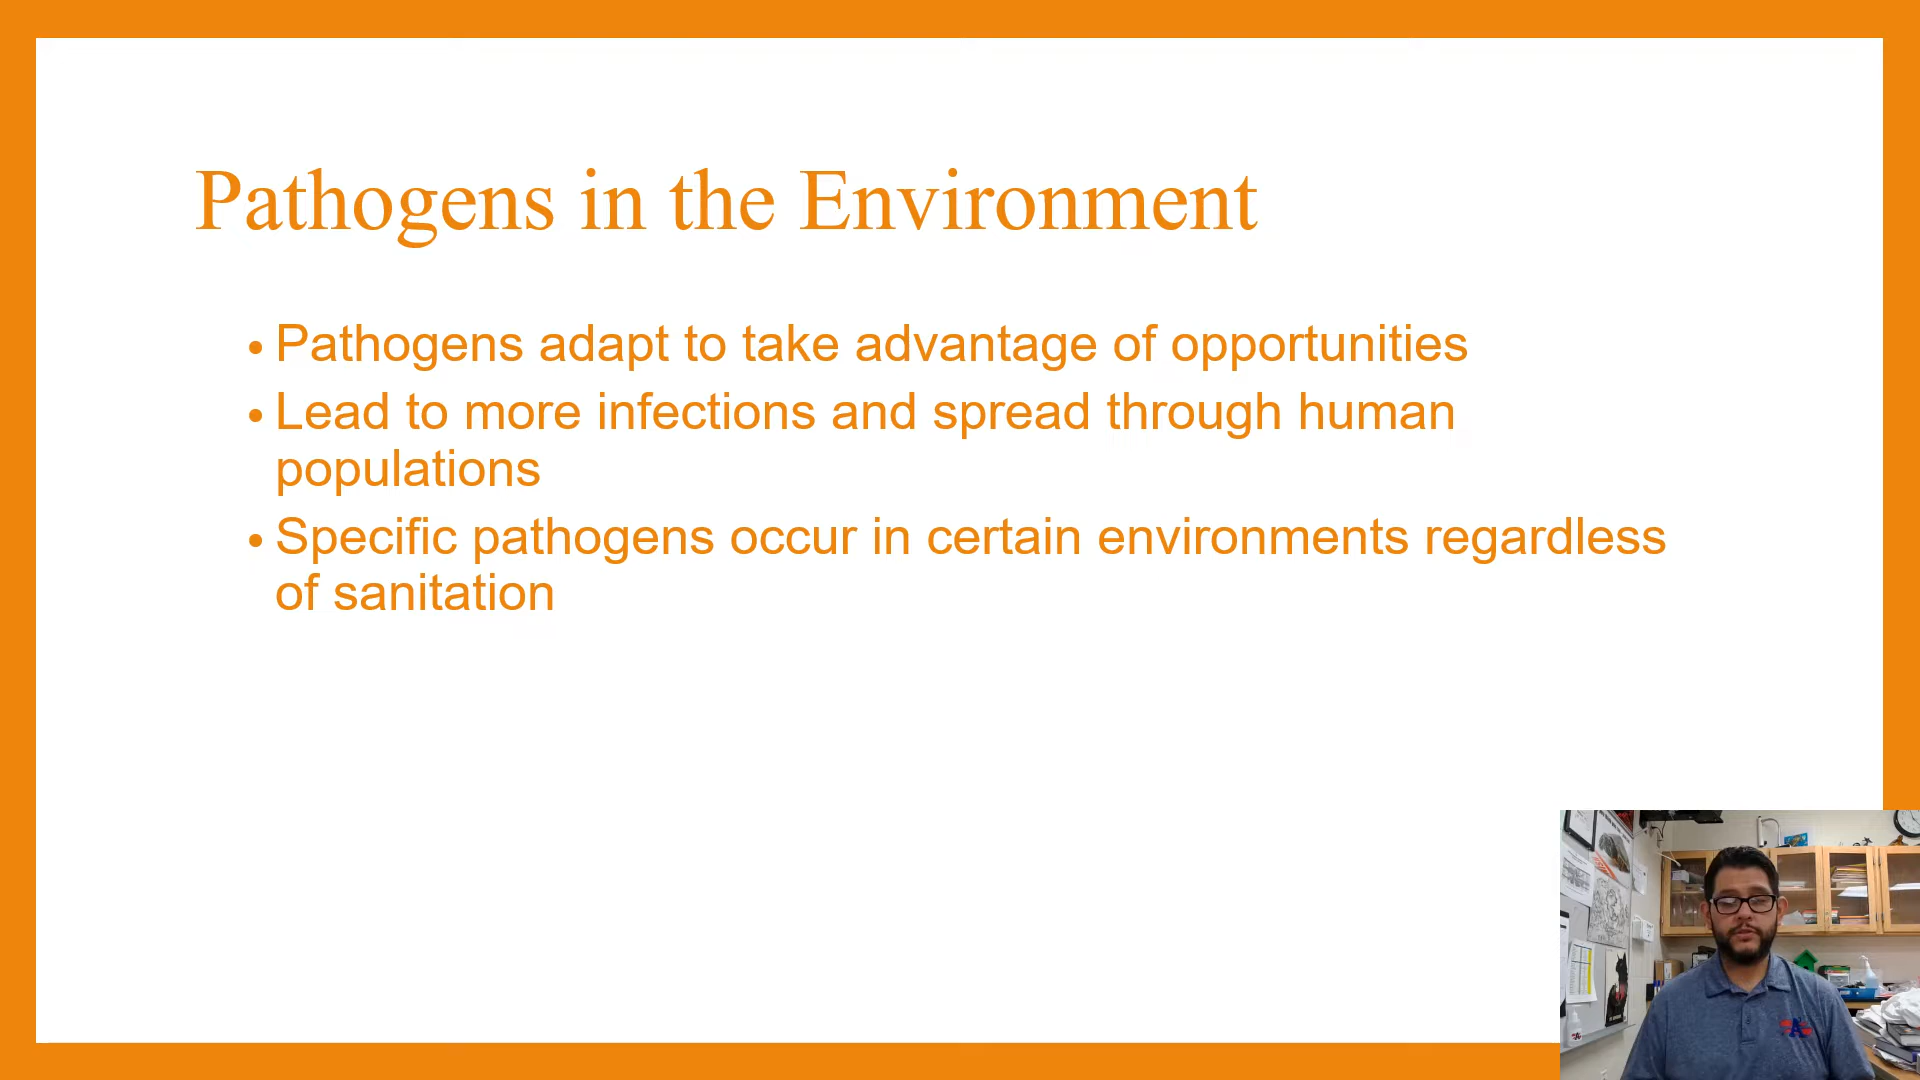 Pathogens in the Environment
• Pathogens adapt to take advantage of opportunities
• Lead to more infections and spread through human
populations
• Specific pathogens occur in certain environments regardless
of sanitation